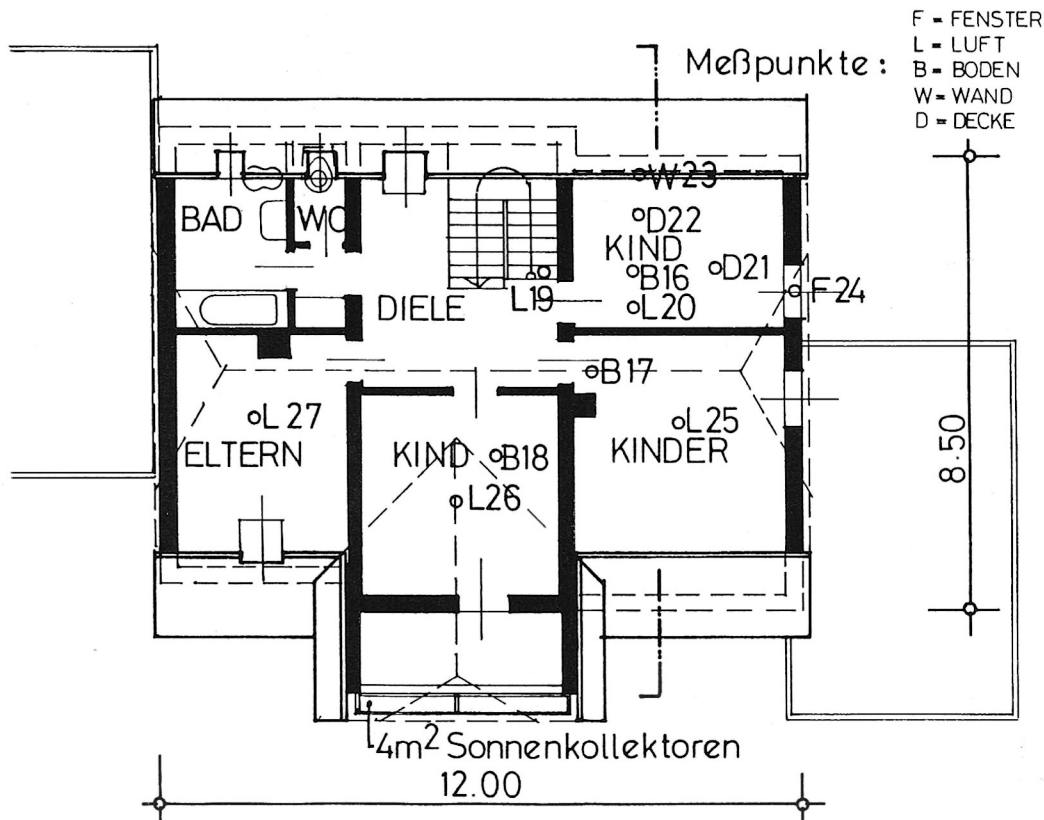 F = FENSTER
Meßpunkte :
L = LUFT
B = BODEN
W = WAND
D = DECKE
W23
BAD
WC
D22
KIND
B16
D21
L19
L20
F24
DIELE
B17
L27
L25
ELTERN
KIND
B18
KINDER
L26
8.50
4m² Sonnenkollektoren
12.00